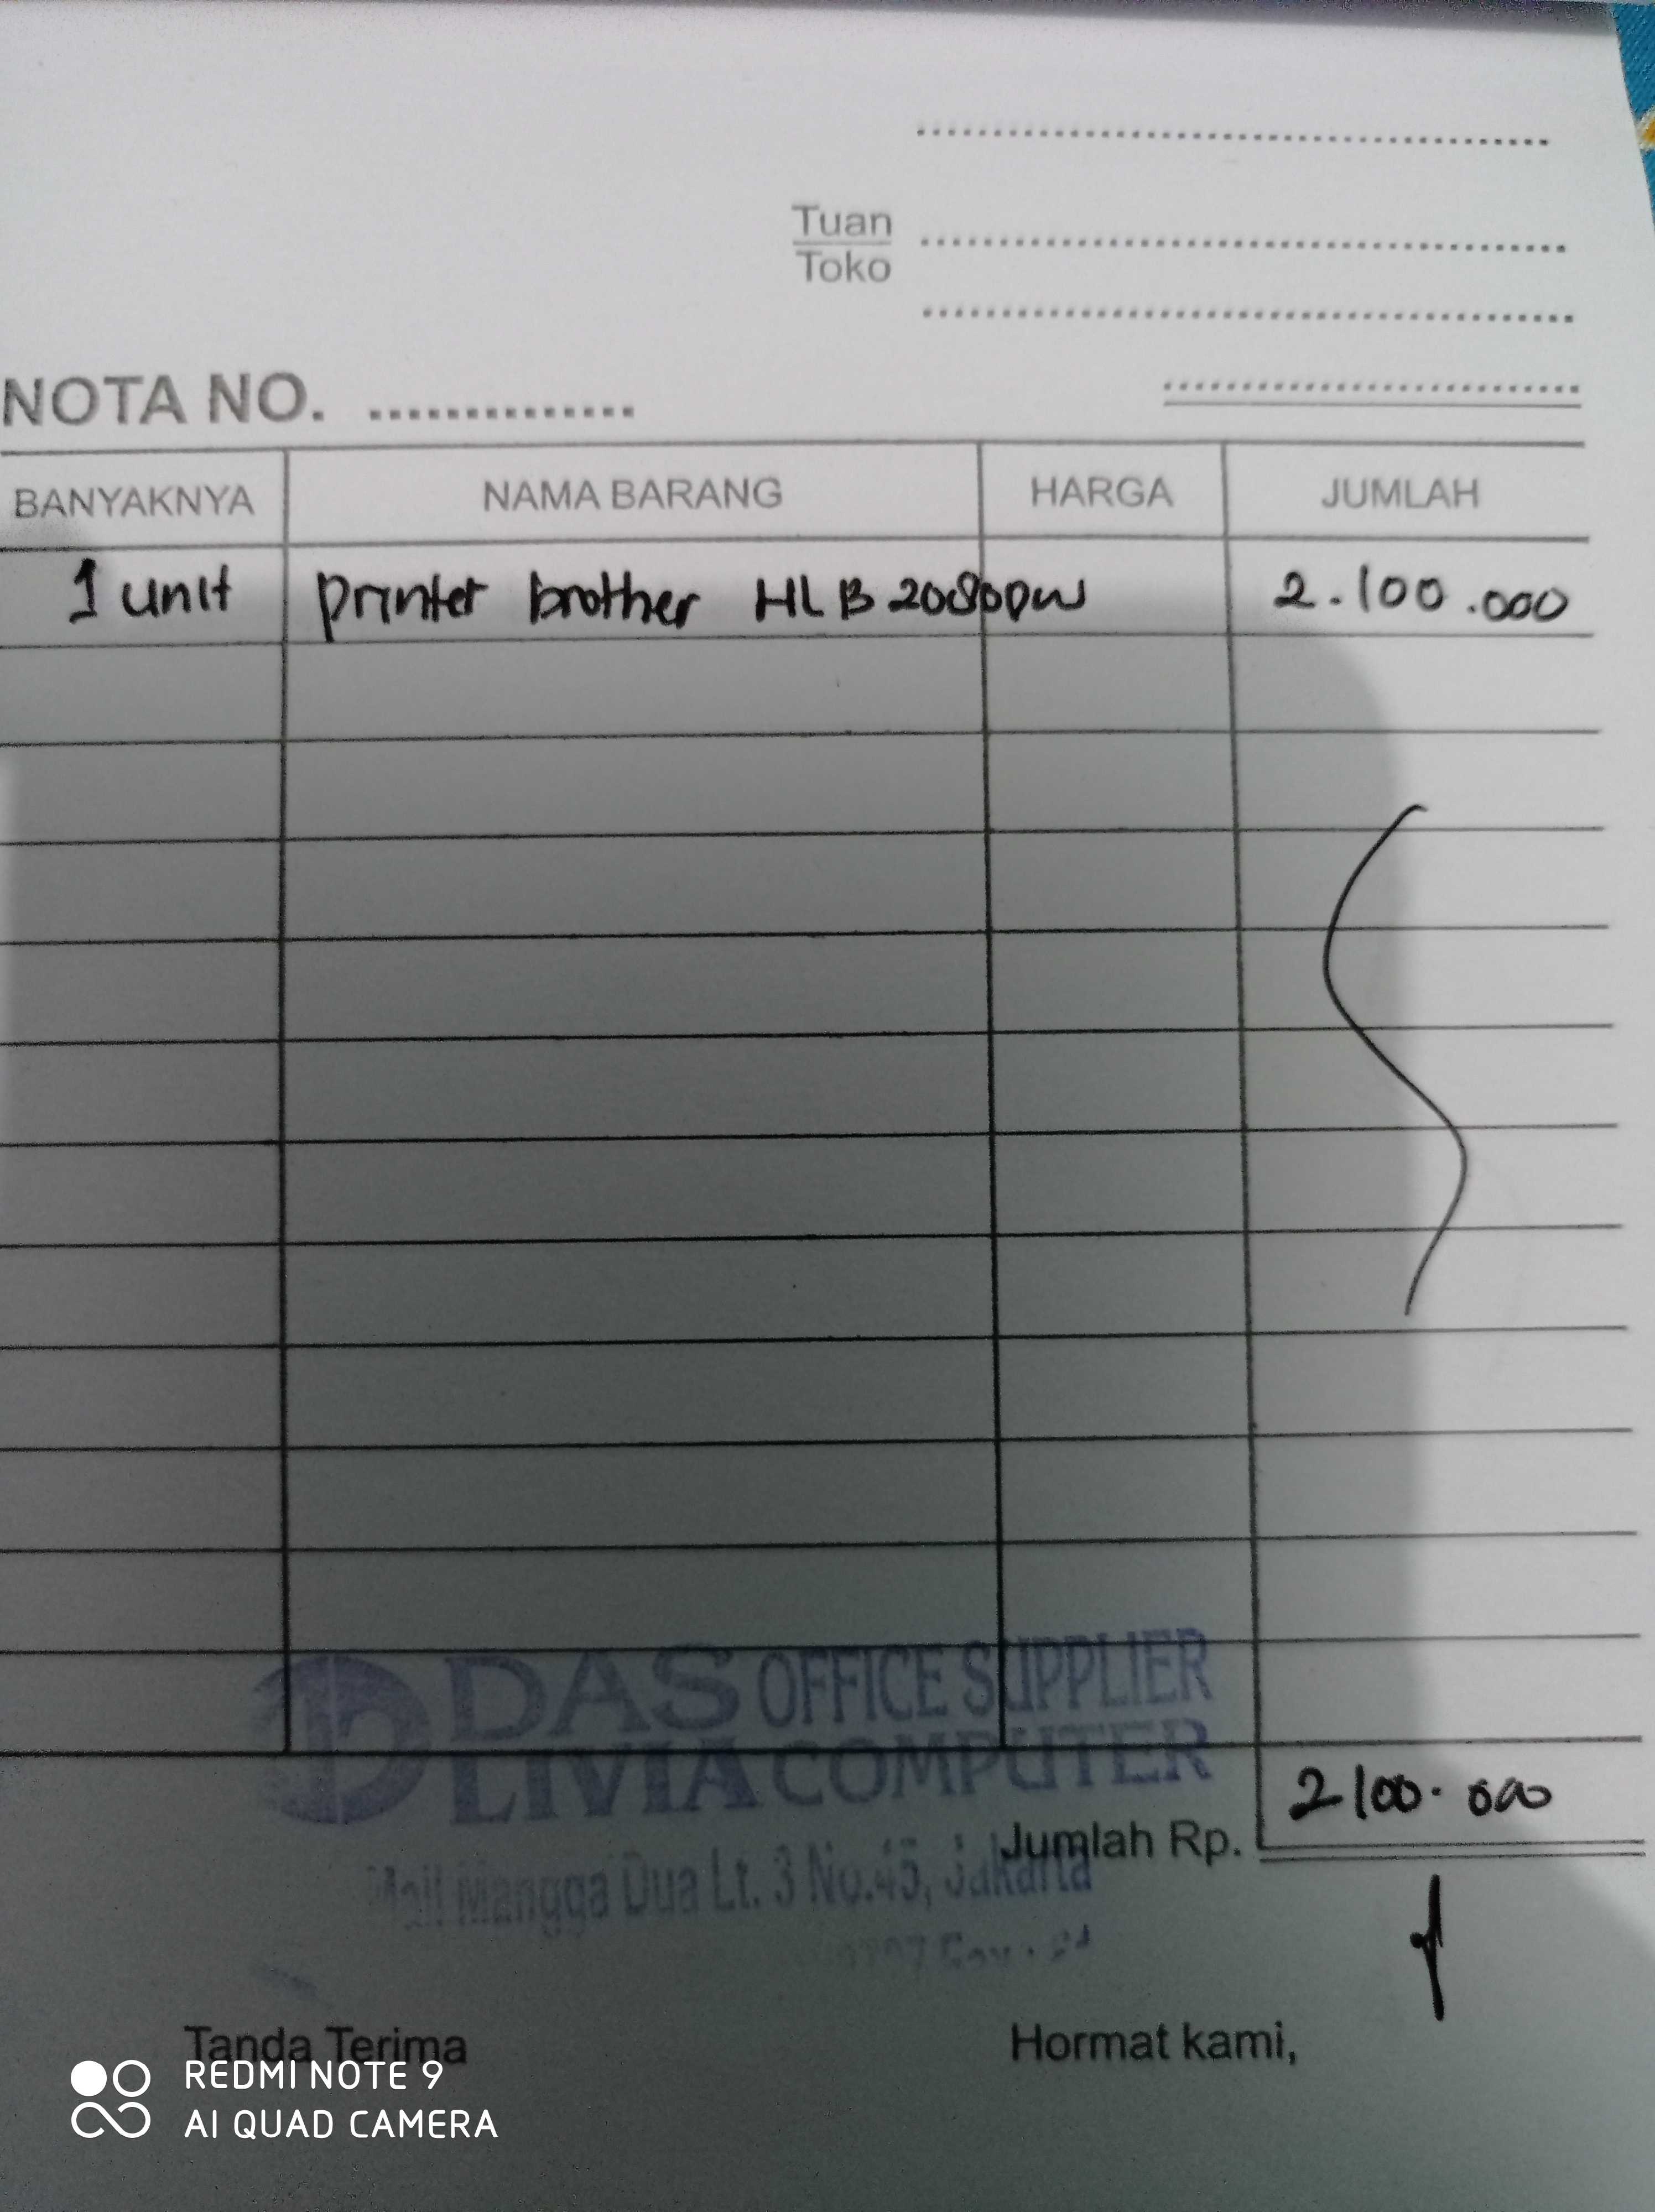 Tuan
Toko
NOTA NO.
BANYAKNYA NAMA BARANG HARGA JUMLAH
1 unit printer brother HL B 2080DW 2.100.000
DAS OFFICE SUPPLIER
LIVIA COMPUTER
2100.000
Jumlah Rp.
Mall Mangga Dua Lt. 3 No.45, Jakarta
Tanda Terima Hormat kami,
REDMI NOTE 9
AI QUAD CAMERA